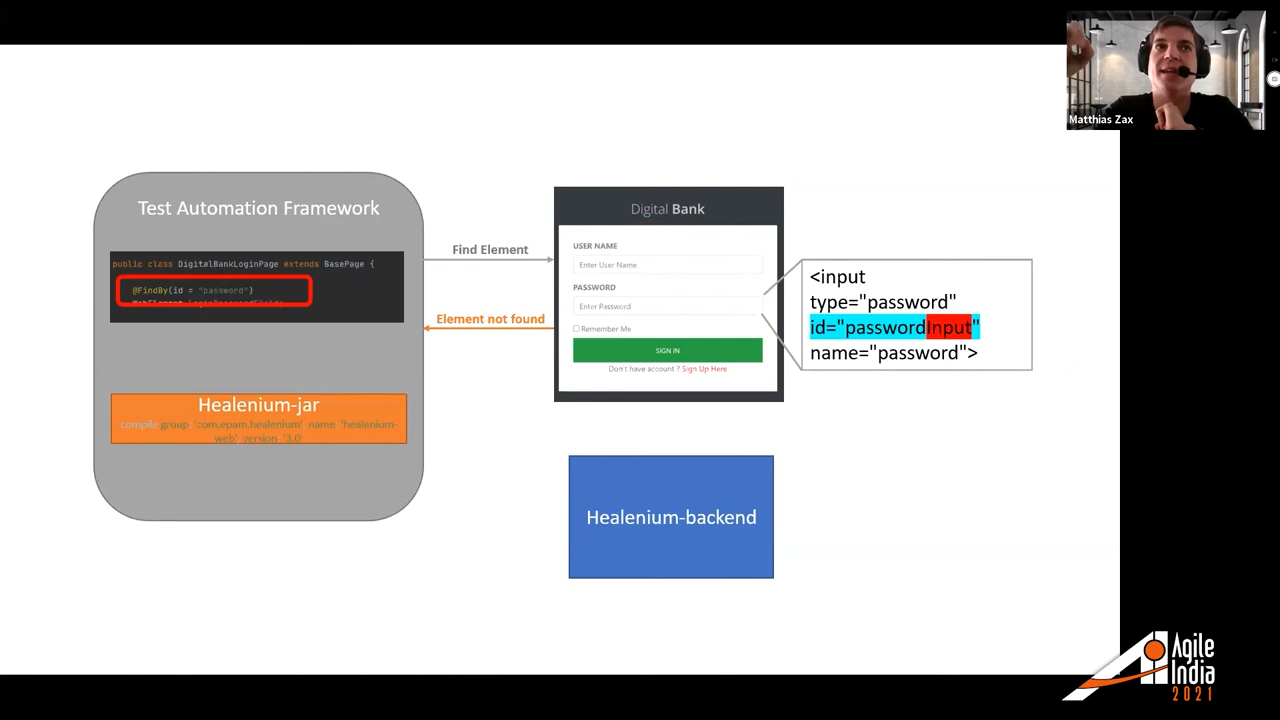 Matthias Zax
Test Automation Framework
public class DigitalBankLoginPage extends BasePage {
@FindBy(id = "password")
Healenium-jar
compile group: 'com.epam.healenium', name: 'healenium-
web', version: '3.0'
Find Element
Element not found
Digital Bank
USER NAME
Enter User Name
PASSWORD
Enter Password
Remember Me
SIGN IN
Don't have account ? Sign Up Here
<input
type="password"
id="passwordInput"
name="password">
Healenium-backend
Agile
India
2021